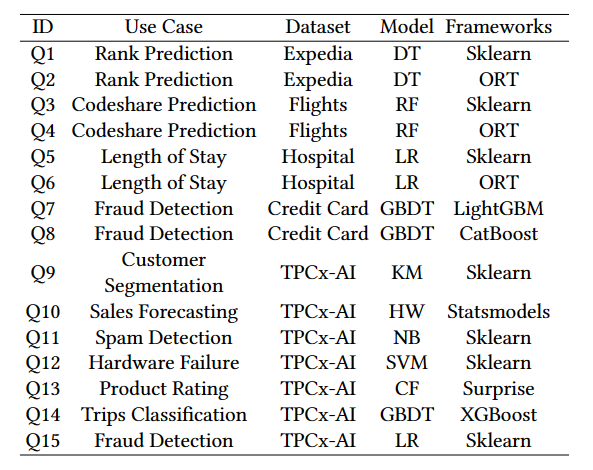 ID Use Case Dataset Model Frameworks
Q1 Rank Prediction Expedia DT Sklearn
Q2 Rank Prediction Expedia DT ORT
Q3 Codeshare Prediction Flights RF Sklearn
Q4 Codeshare Prediction Flights RF ORT
Q5 Length of Stay Hospital LR Sklearn
Q6 Length of Stay Hospital LR ORT
Q7 Fraud Detection Credit Card GBDT LightGBM
Q8 Fraud Detection Credit Card GBDT CatBoost
Q9 Customer Segmentation TPCx-AI KM Sklearn
Q10 Sales Forecasting TPCx-AI HW Statsmodels
Q11 Spam Detection TPCx-AI NB Sklearn
Q12 Hardware Failure TPCx-AI SVM Sklearn
Q13 Product Rating TPCx-AI CF Surprise
Q14 Trips Classification TPCx-AI GBDT XGBoost
Q15 Fraud Detection TPCx-AI LR Sklearn